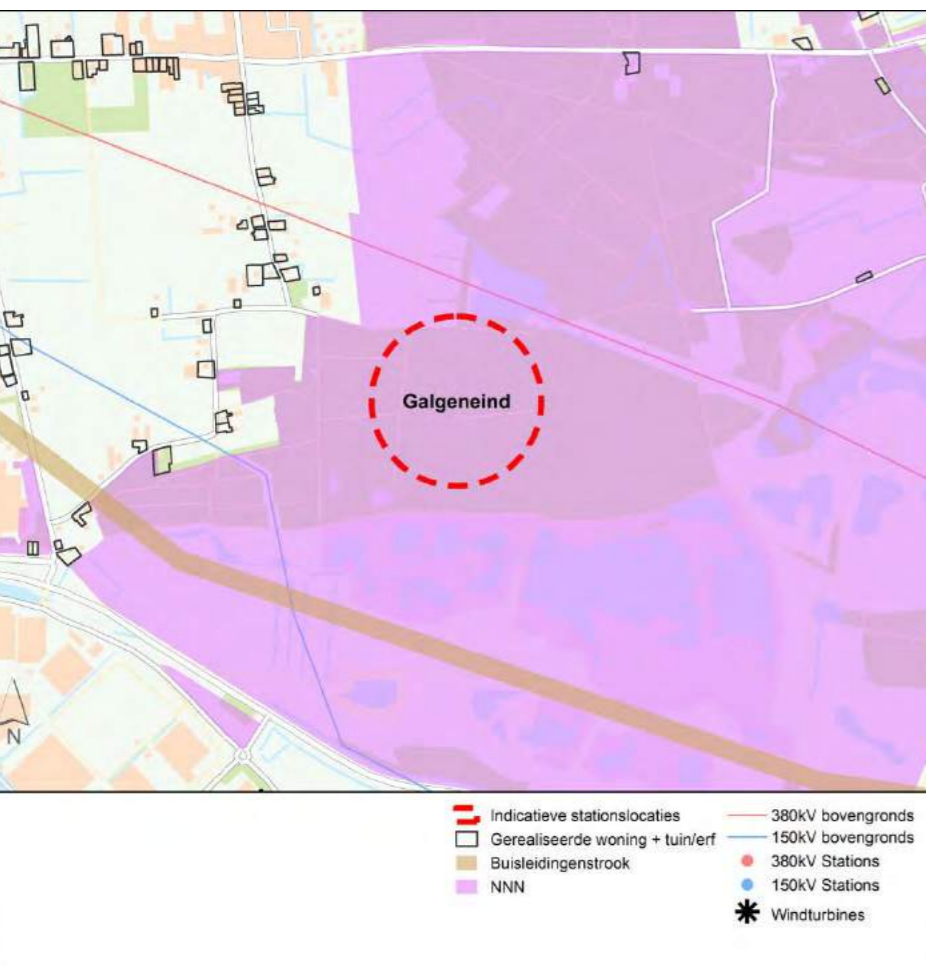 Galgeneind
N
Indicatieve stationslocaties
Gerealiseerde woning + tuin/erf
Buisleidingenstrook
NNN
380kV bovengronds
150kV bovengronds
380kV Stations
150kV Stations
Windturbines